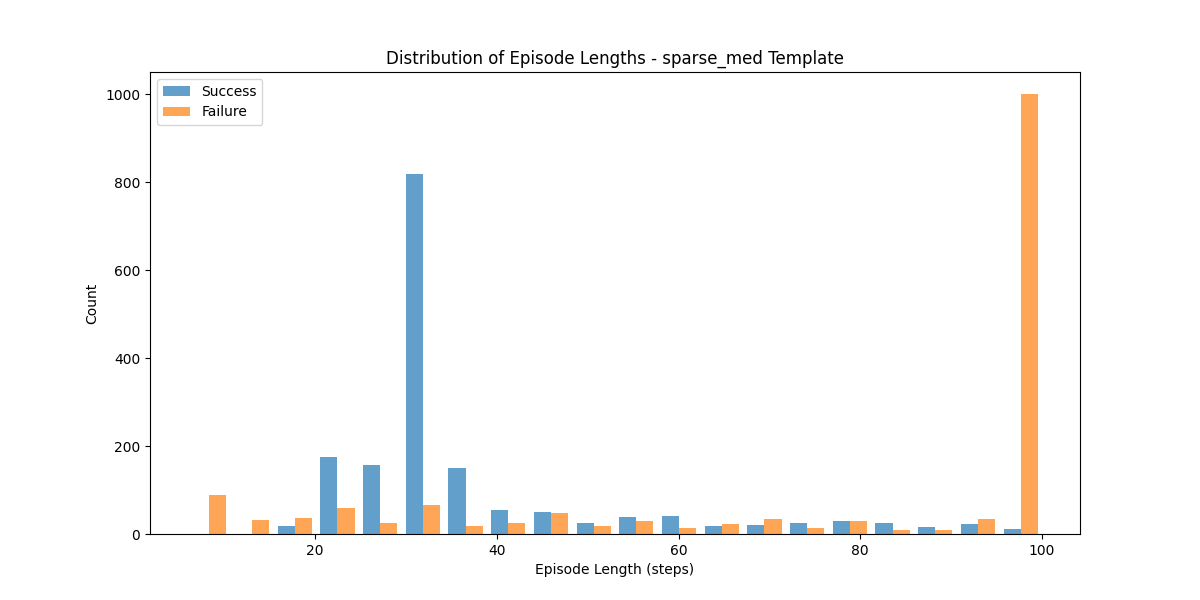 Distribution of Episode Lengths - sparse_med Template
Success
Failure
1000
800
600
400
200
0
Count
20 40 60 80 100
Episode Length (steps)